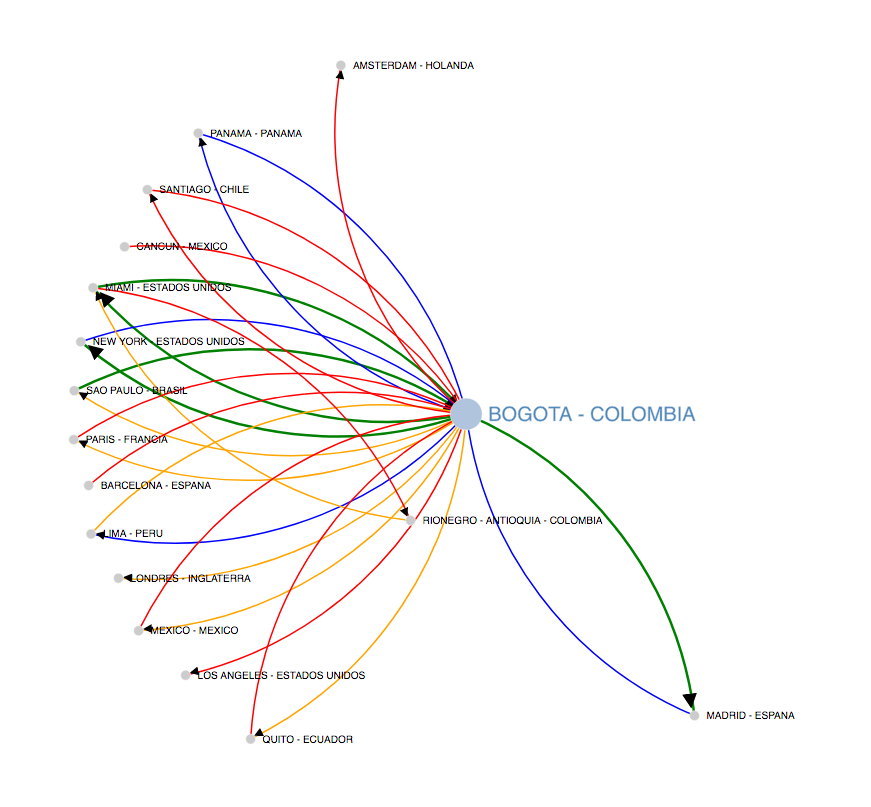 AMSTERDAM - HOLANDA
PANAMA - PANAMA
SANTIAGO - CHILE
CANCUN - MEXICO
MIAMI - ESTADOS UNIDOS
NEW YORK - ESTADOS UNIDOS
SAO PAULO - BRASIL
BOGOTA - COLOMBIA
PARIS - FRANCIA
BARCELONA - ESPANA
RIONEGRO - ANTIOQUIA - COLOMBIA
LIMA - PERU
LONDRES - INGLATERRA
MEXICO - MEXICO
LOS ANGELES - ESTADOS UNIDOS
MADRID - ESPANA
QUITO - ECUADOR